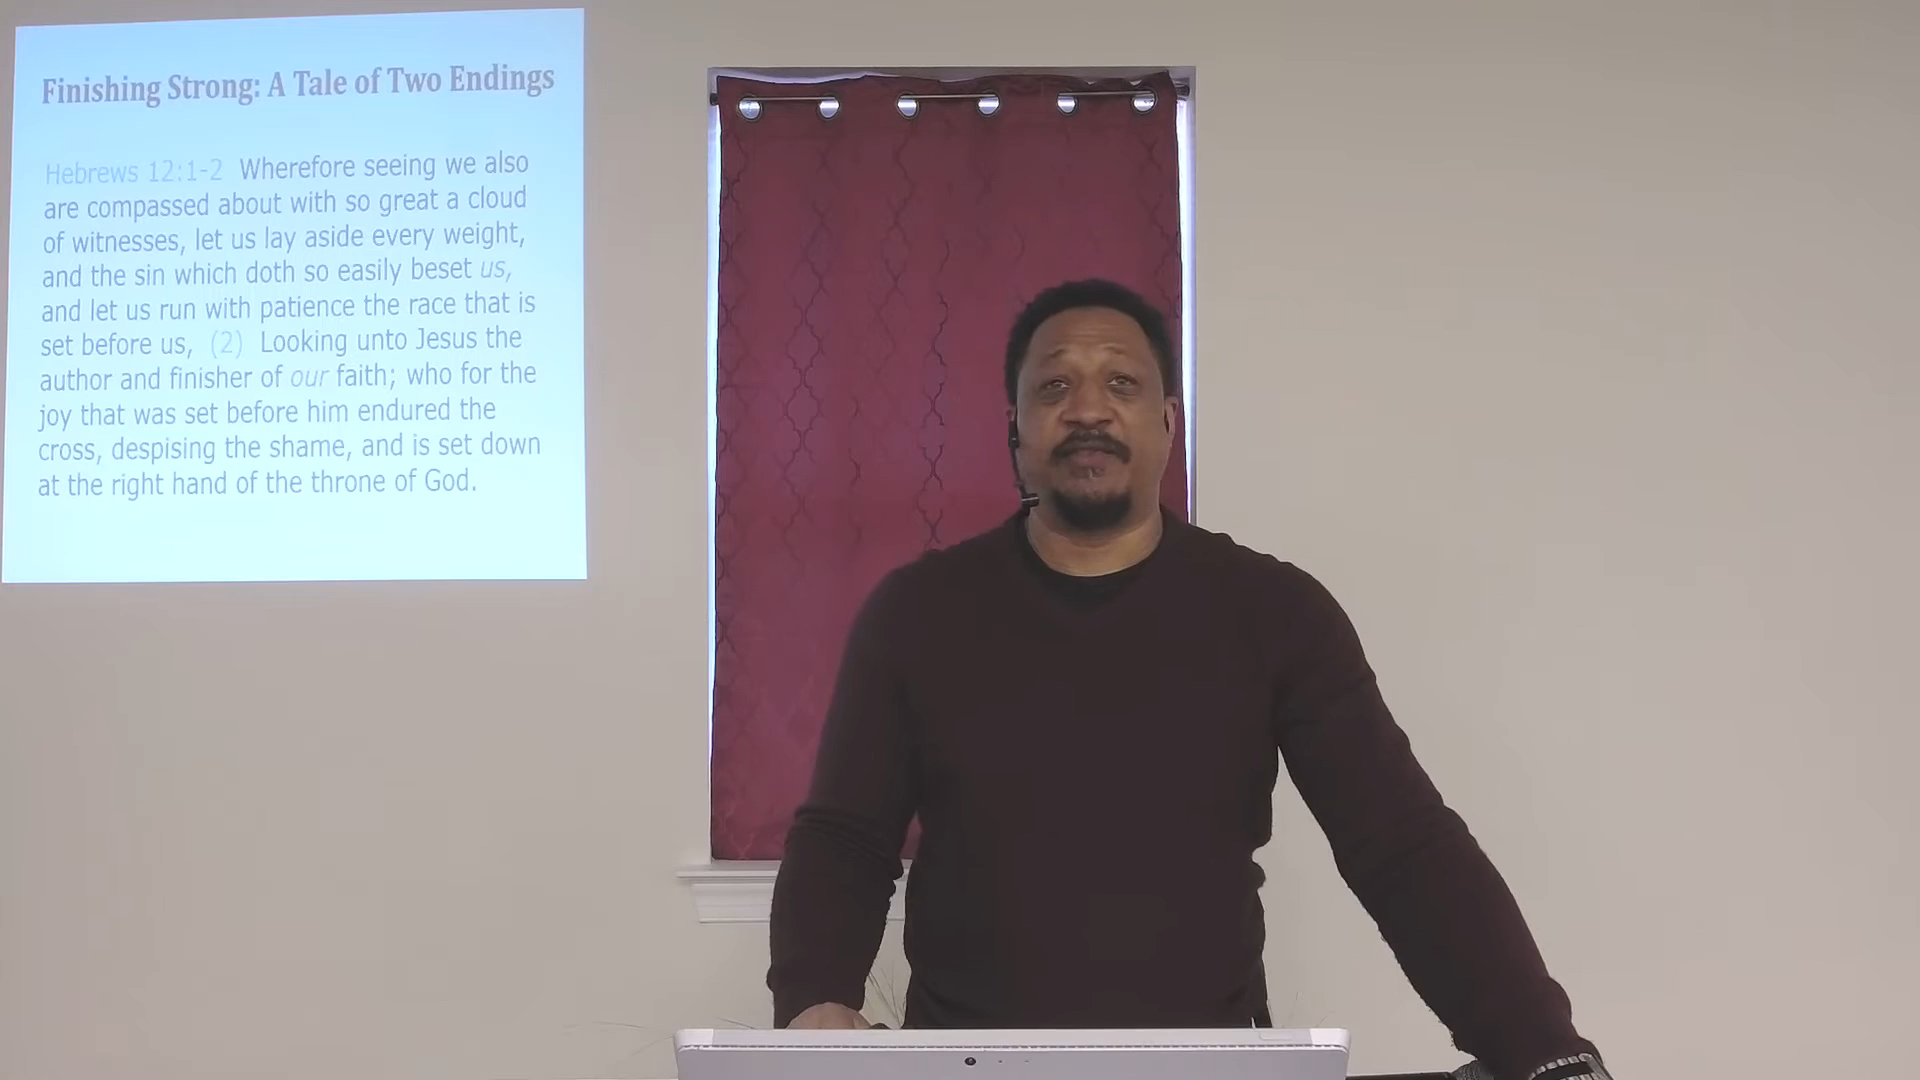 Finishing Strong: A Tale of Two Endings
Hebrews 12:1-2 Wherefore seeing we also
are compassed about with so great a cloud
of witnesses, let us lay aside every weight,
and the sin which doth so easily beset us,
and let us run with patience the race that is
set before us, (2) Looking unto Jesus the
author and finisher of our faith; who for the
joy that was set before him endured the
cross, despising the shame, and is set down
at the right hand of the throne of God.